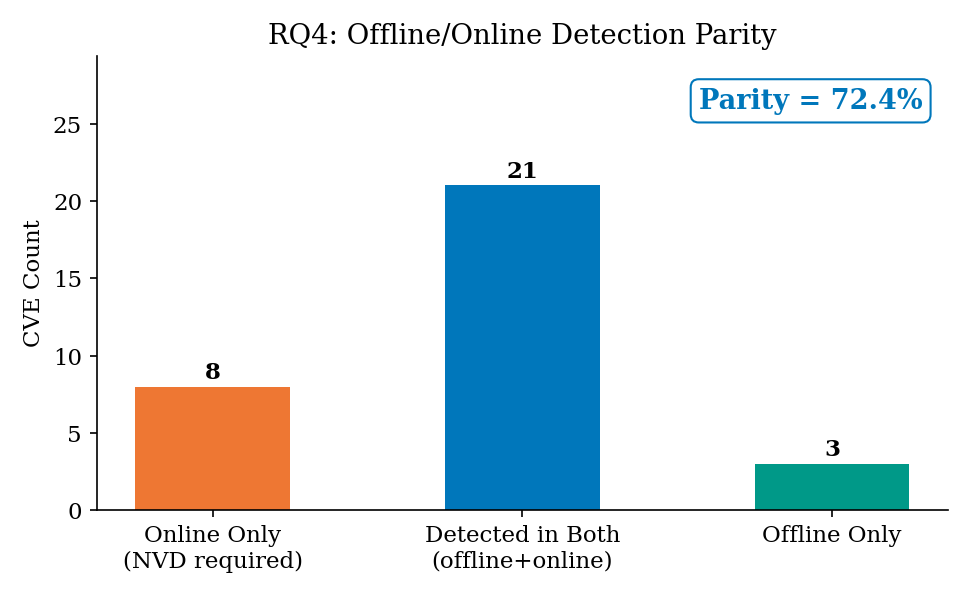 RQ4: Offline/Online Detection Parity
Parity = 72.4%
CVE Count
25
20
15
10
5
0
8
21
3
Online Only
(NVD required)
Detected in Both
(offline+online)
Offline Only